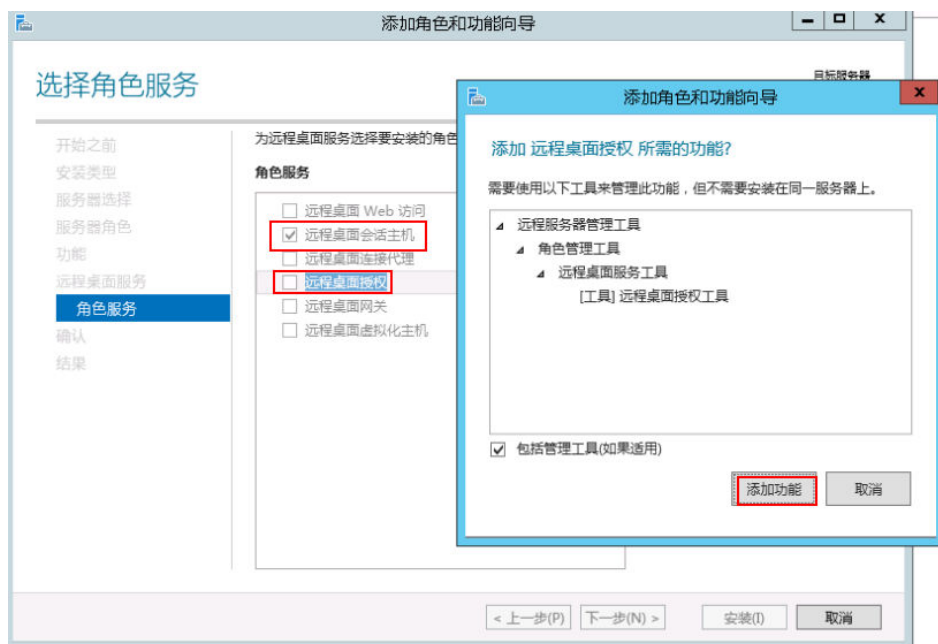 添加角色和功能向导
选择角色服务
目标服务器
开始之前
安装类型
服务器选择
服务器角色
功能
远程桌面服务
角色服务
确认
结果
为远程桌面服务选择要安装的角色
角色服务
远程桌面 Web 访问
远程桌面会话主机
远程桌面连接代理
远程桌面授权
远程桌面网关
远程桌面虚拟化主机
添加角色和功能向导
添加 远程桌面授权 所需的功能?
需要使用以下工具来管理此功能，但不需要安装在同一服务器上。
远程服务器管理工具
角色管理工具
远程桌面服务工具
[工具] 远程桌面授权工具
包括管理工具(如果适用)
添加功能
取消
< 上一步(P)
下一步(N) >
安装(I)
取消